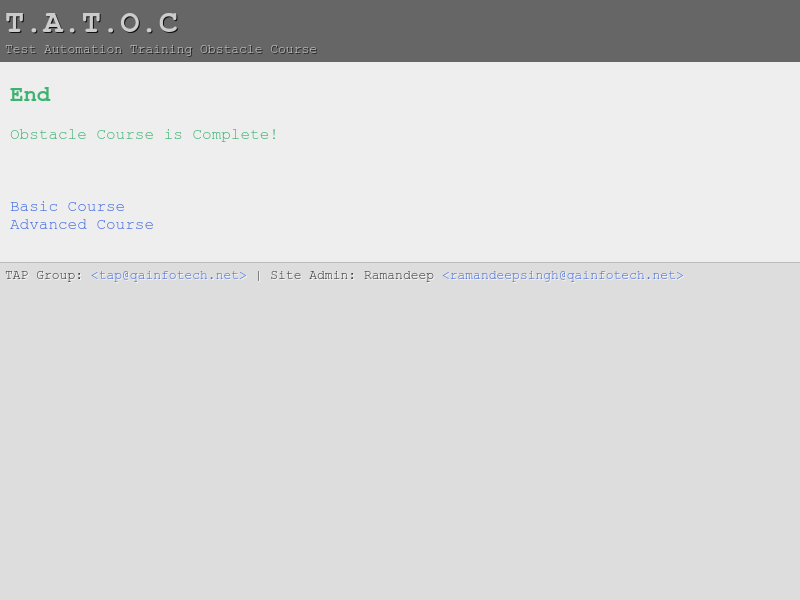 T.A.T.O.C
Test Automation Training Obstacle Course
End
Obstacle Course is Complete!
Basic Course
Advanced Course
TAP Group: <tap@qainfotech.net> | Site Admin: Ramandeep <ramandeepsingh@qainfotech.net>